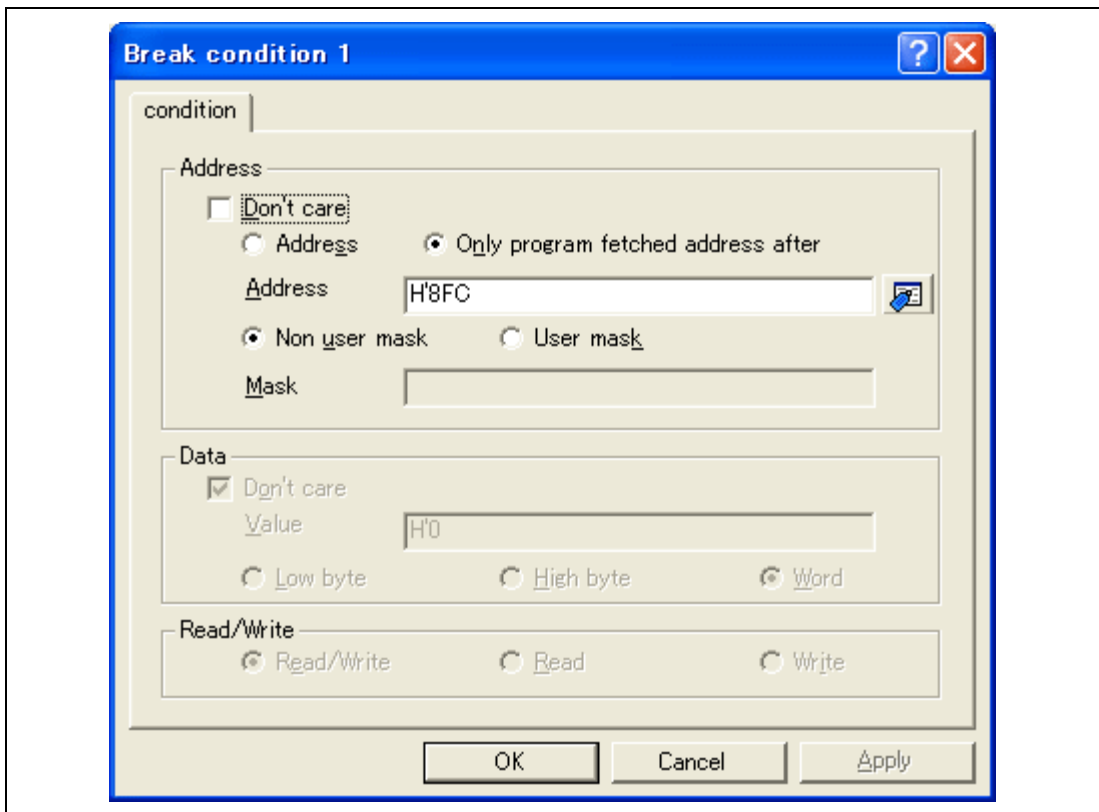 Break condition 1
condition
Address
Don't care
Address Only program fetched address after
Address H'8FC
Non user mask User mask
Mask
Data
Don't care
Value H'0
Low byte High byte Word
Read/Write
Read/Write Read Write
OK Cancel Apply